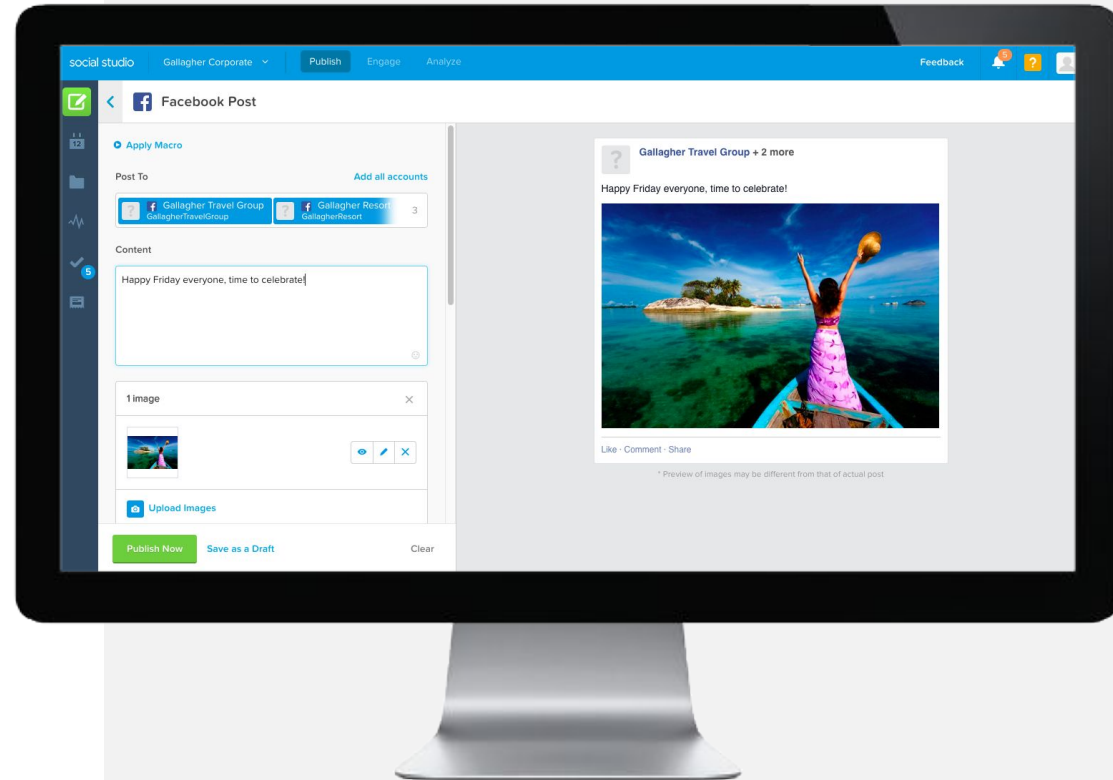 social studio
Gallagher Corporate
Publish
Engage
Analyze
Feedback
5
?
Facebook Post
12
5
Apply Macro
Post To
Add all accounts
?
Gallagher Travel Group
GallagherTravelGroup
?
Gallagher Resort
GallagherResort
3
Content
Happy Friday everyone, time to celebrate!
1 image
Upload Images
Publish Now
Save as a Draft
Clear
?
Gallagher Travel Group + 2 more
Happy Friday everyone, time to celebrate!
Like · Comment · Share
* Preview of images may be different from that of actual post